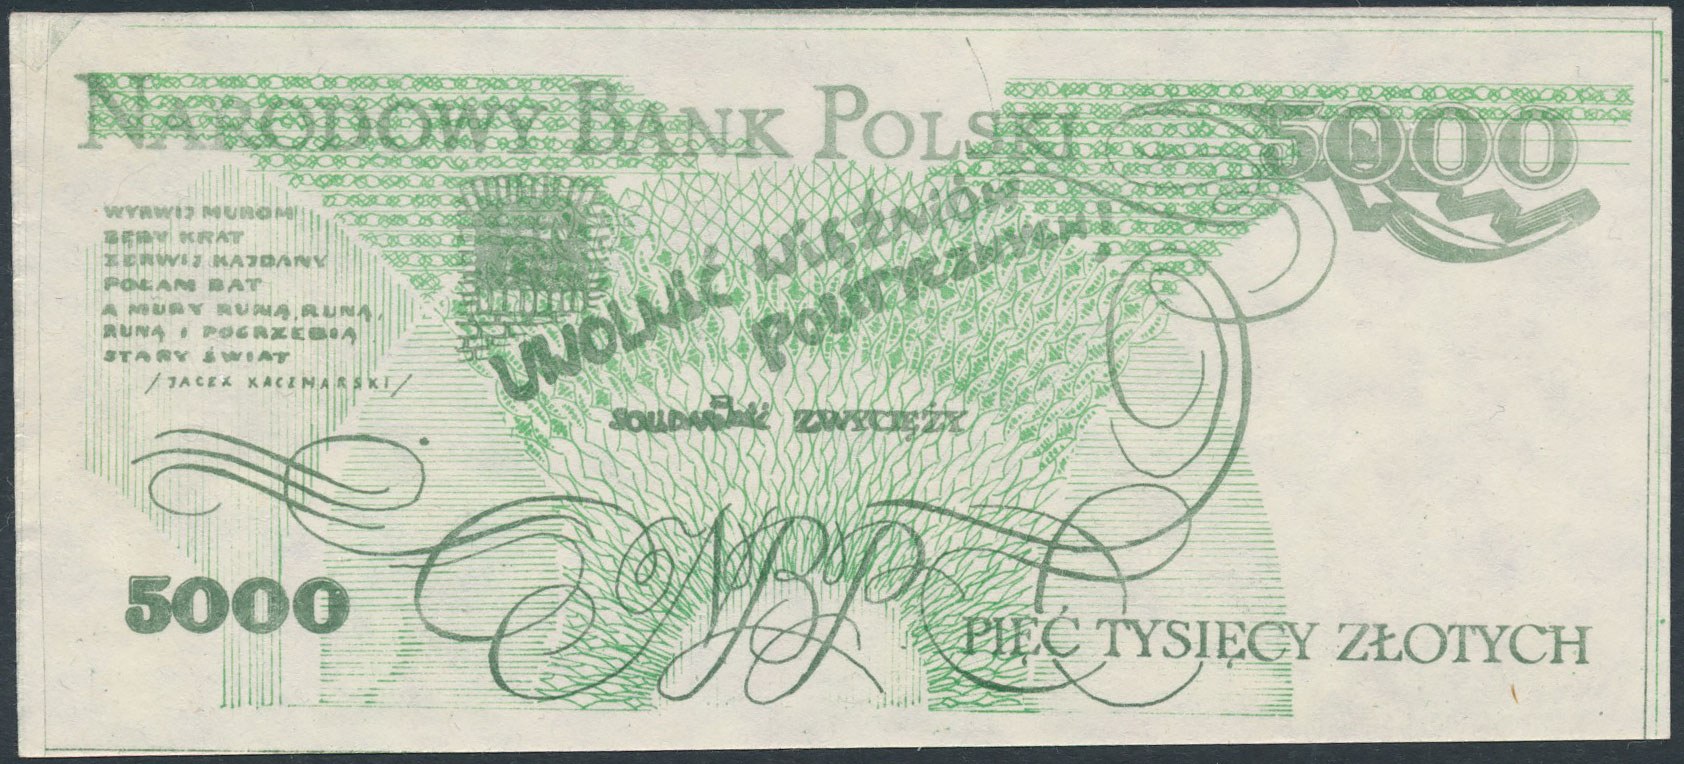 NARODOWY BANK POLSKI
5000
WYRWIJ MUROM
ZĘBY KRAT
ZERWIJ KAJDANY
POŁAM BAT
A MURY RUNĄ, RUNĄ,
RUNĄ I POGRZEBIĄ
STARY ŚWIAT
/JACEK KACZMARSKI/
UWOLNIĆ WIĘŹNIÓW
POLITYCZNYCH!
SOLIDARNOŚĆ ZWYCIĘŻY
NBP
5000
PIĘĆ TYSIĘCY ZŁOTYCH